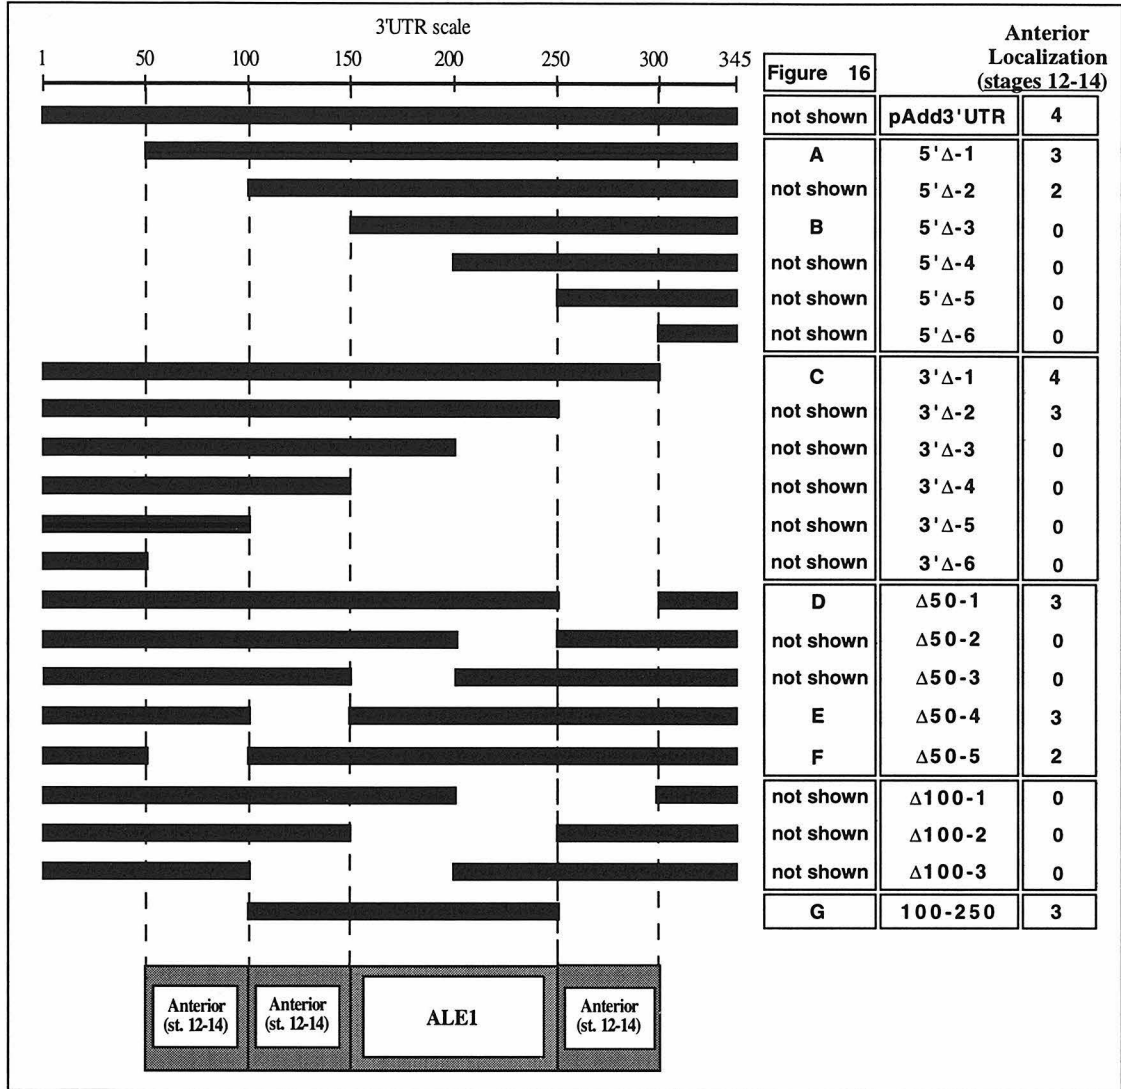 3'UTR scale
1 50 100 150 200 250 300 345
Anterior
Localization
(stages 12-14)
Figure 16
not shown pAdd3'UTR 4
A 5'Δ-1 3
not shown 5'Δ-2 2
B 5'Δ-3 0
not shown 5'Δ-4 0
not shown 5'Δ-5 0
not shown 5'Δ-6 0
C 3'Δ-1 4
not shown 3'Δ-2 3
not shown 3'Δ-3 0
not shown 3'Δ-4 0
not shown 3'Δ-5 0
not shown 3'Δ-6 0
D Δ50-1 3
not shown Δ50-2 0
not shown Δ50-3 0
E Δ50-4 3
F Δ50-5 2
not shown Δ100-1 0
not shown Δ100-2 0
not shown Δ100-3 0
G 100-250 3
Anterior
(st. 12-14)
Anterior
(st. 12-14)
ALE1
Anterior
(st. 12-14)